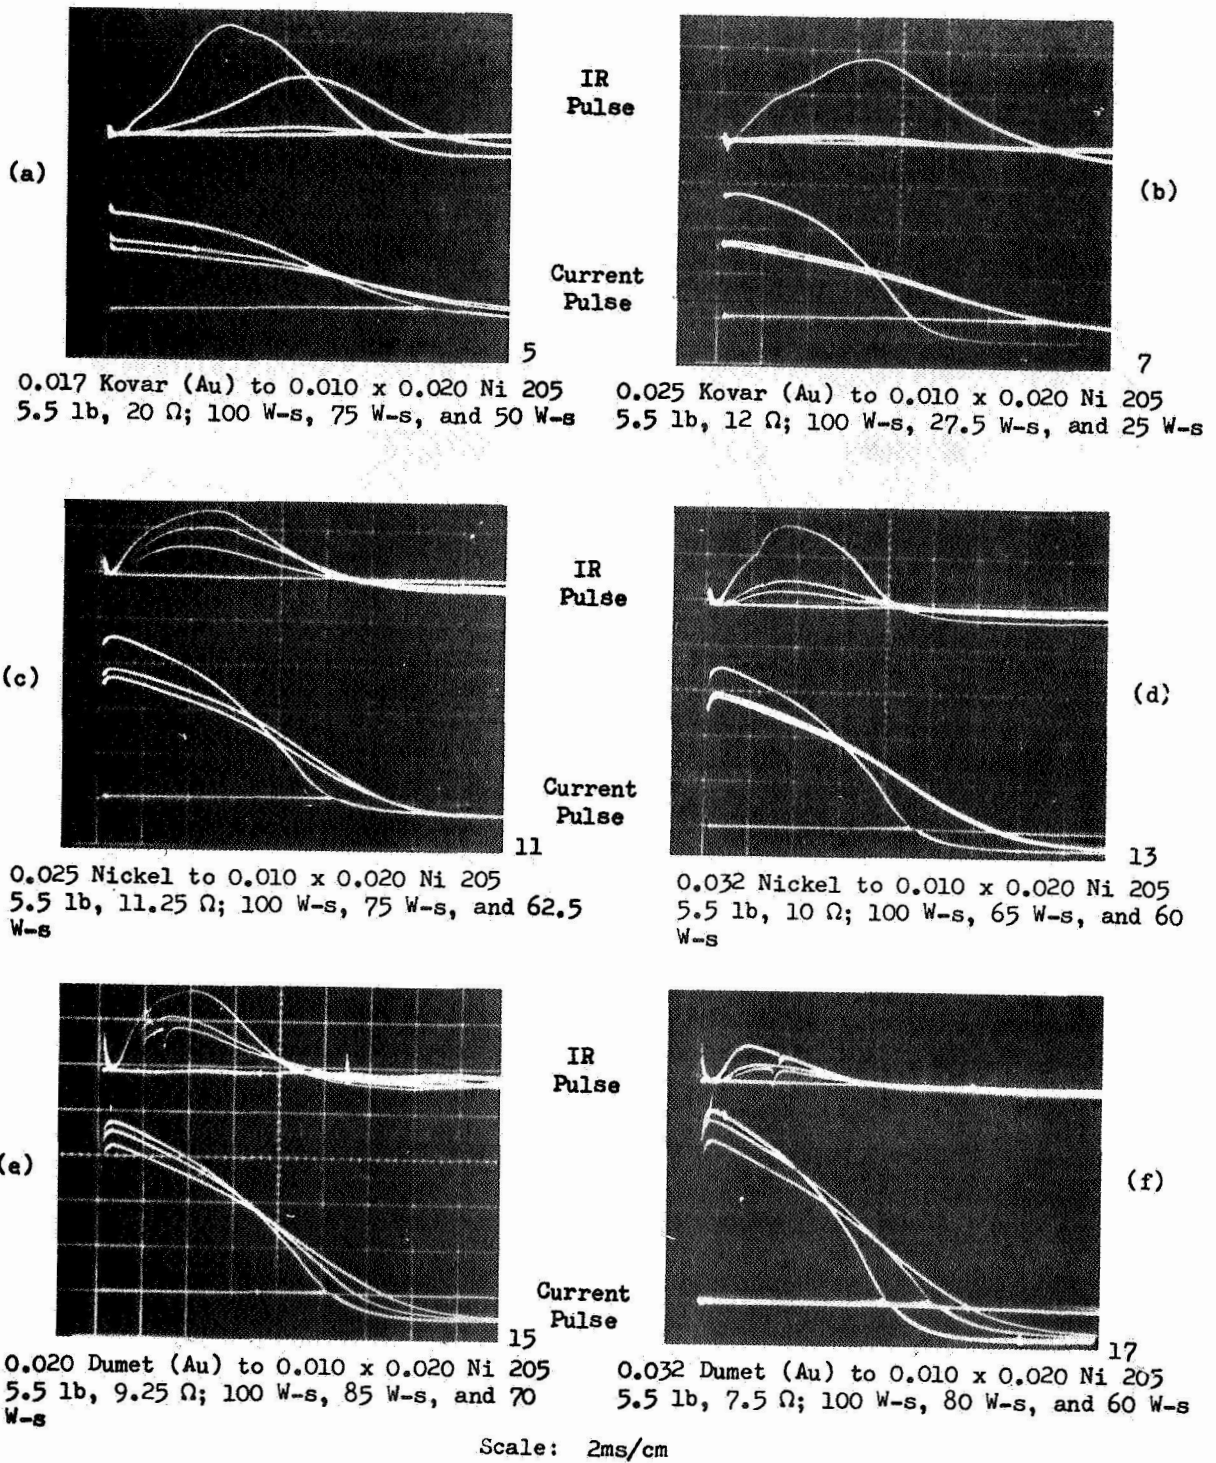 IR
Pulse
(a)
(b)
Current
Pulse
5
7
0.017 Kovar (Au) to 0.010 x 0.020 Ni 205
5.5 lb, 20 Ω; 100 W-s, 75 W-s, and 50 W-s
0.025 Kovar (Au) to 0.010 x 0.020 Ni 205
5.5 lb, 12 Ω; 100 W-s, 27.5 W-s, and 25 W-s
IR
Pulse
(c)
(d)
Current
Pulse
11
13
0.025 Nickel to 0.010 x 0.020 Ni 205
5.5 lb, 11.25 Ω; 100 W-s, 75 W-s, and 62.5
W-s
0.032 Nickel to 0.010 x 0.020 Ni 205
5.5 lb, 10 Ω; 100 W-s, 65 W-s, and 60
W-s
IR
Pulse
(e)
(f)
Current
Pulse
15
17
0.020 Dumet (Au) to 0.010 x 0.020 Ni 205
5.5 lb, 9.25 Ω; 100 W-s, 85 W-s, and 70
W-s
0.032 Dumet (Au) to 0.010 x 0.020 Ni 205
5.5 lb, 7.5 Ω; 100 W-s, 80 W-s, and 60 W-s
Scale: 2ms/cm